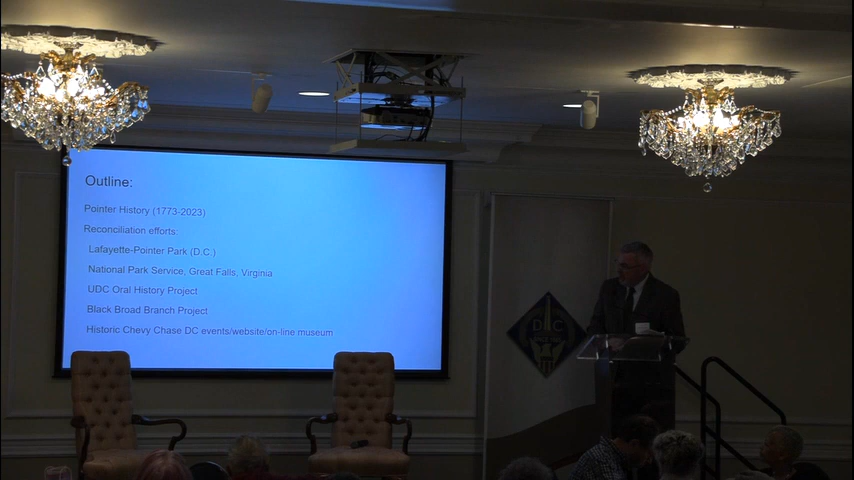 Outline:
Pointer History (1773-2023)
Reconciliation efforts:
Lafayette-Pointer Park (D.C.)
National Park Service, Great Falls, Virginia
UDC Oral History Project
Black Broad Branch Project
Historic Chevy Chase DC events/website/on-line museum
DC